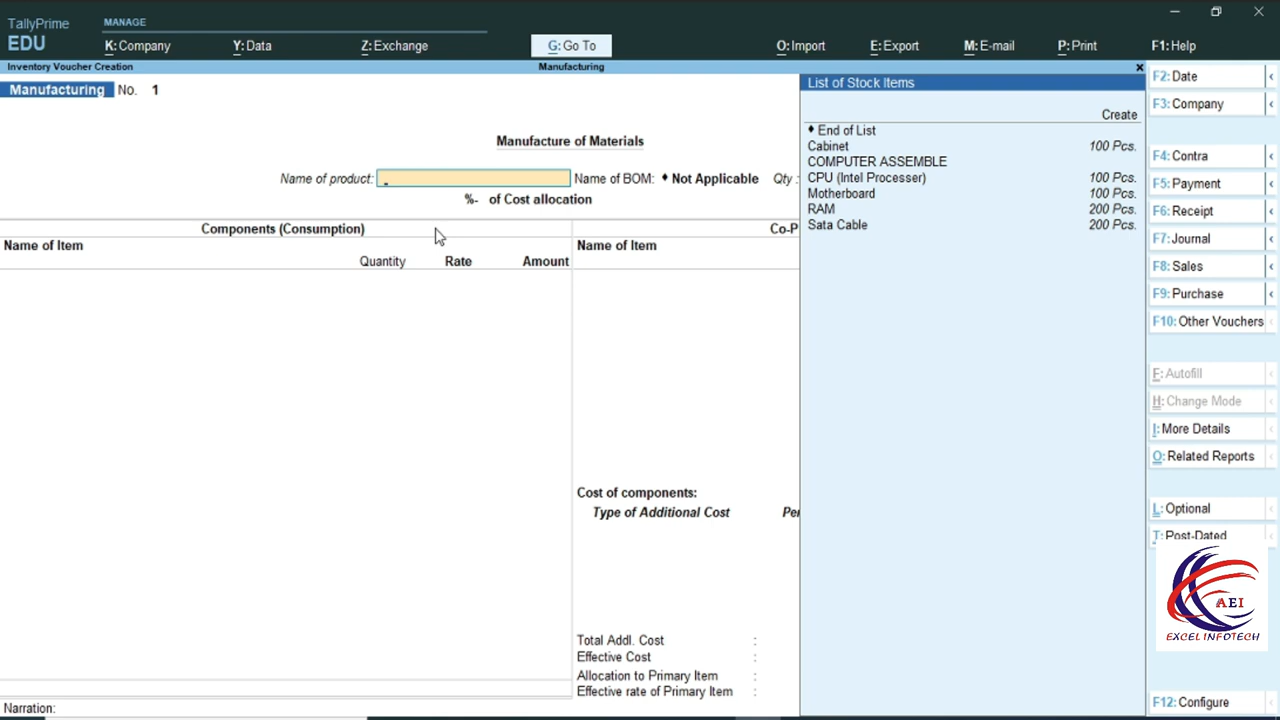 TallyPrime
EDU
MANAGE
K: Company
Y: Data
Z: Exchange
G: Go To
O: Import
E: Export
M: E-mail
P: Print
F1: Help
Inventory Voucher Creation
Manufacturing
Manufacturing No. 1
Manufacture of Materials
Name of product:
Name of BOM: ♦ Not Applicable Qty :
%- of Cost allocation
Components (Consumption)
Co-P
Name of Item
Name of Item
Quantity Rate Amount
Cost of components:
Type of Additional Cost
Total Addl. Cost :
Effective Cost :
Allocation to Primary Item :
Effective rate of Primary Item :
Narration:
List of Stock Items
Create
♦ End of List
Cabinet 100 Pcs.
COMPUTER ASSEMBLE
CPU (Intel Processer) 100 Pcs.
Motherboard 100 Pcs.
RAM 200 Pcs.
Sata Cable 200 Pcs.
F2: Date
F3: Company
F4: Contra
F5: Payment
F6: Receipt
F7: Journal
F8: Sales
F9: Purchase
F10: Other Vouchers
F: Autofill
H: Change Mode
I: More Details
O: Related Reports
L: Optional
T: Post-Dated
AEI
EXCEL INFOTECH
F12: Configure